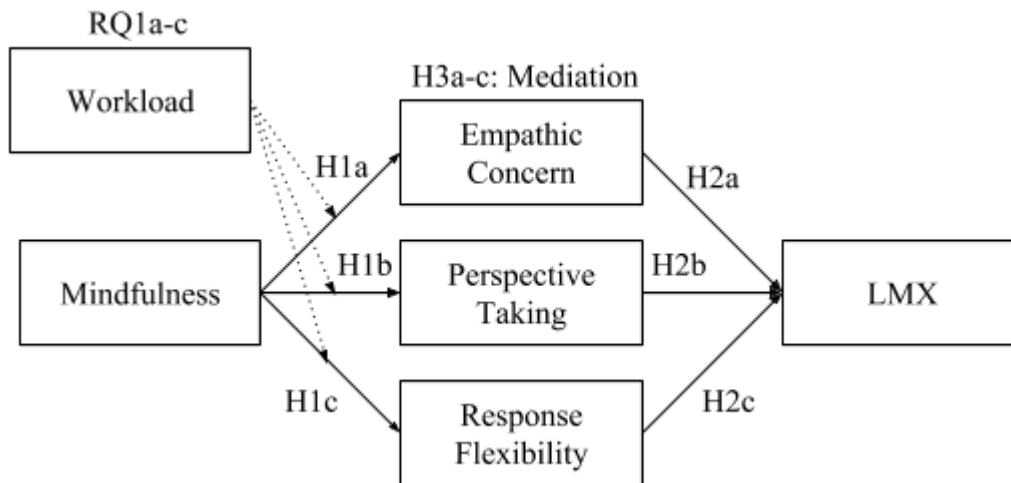 RQ1a-c
Workload
H3a-c: Mediation
Empathic
Concern
H1a
H2a
Mindfulness
H1b
Perspective
Taking
H2b
LMX
H1c
Response
Flexibility
H2c